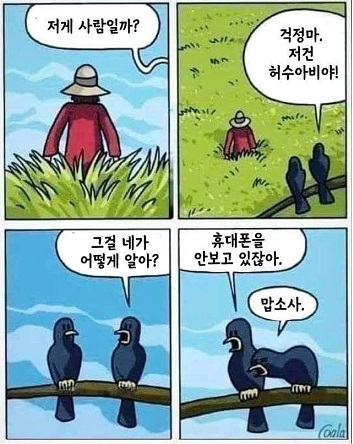 저게 사람일까?
걱정마.
저건
허수아비야!
그걸 네가
어떻게 알아?
휴대폰을
안보고 있잖아.
맙소사.
Coala